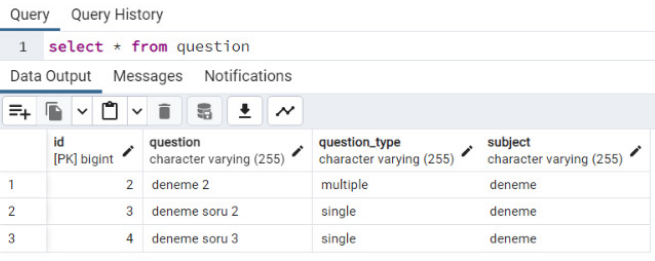 Query Query History
1 select * from question
Data Output Messages Notifications
id question question_type subject
[PK] bigint character varying (255) character varying (255) character varying (255)
1 2 deneme 2 multiple deneme
2 3 deneme soru 2 single deneme
3 4 deneme soru 3 single deneme